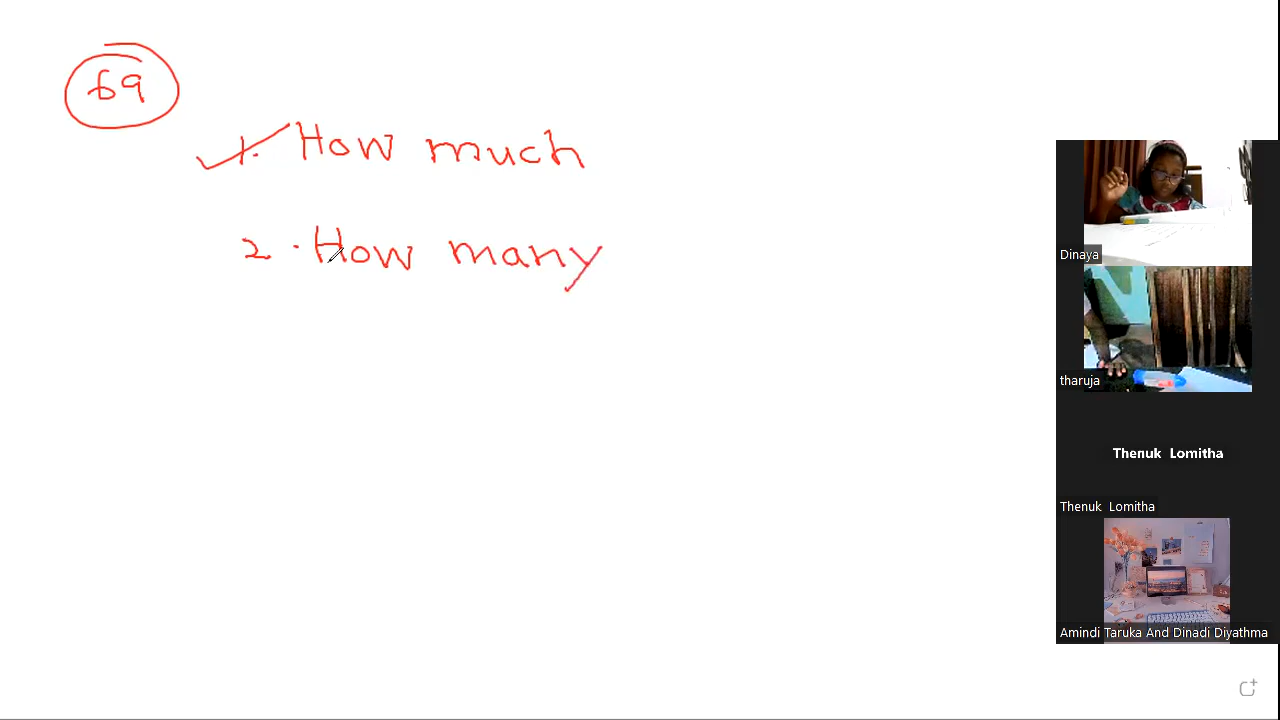 69
1. How much
2. How many
Dinaya
tharuja
Thenuk Lomitha
Thenuk Lomitha
Amindi Taruka And Dinadi Diyathma